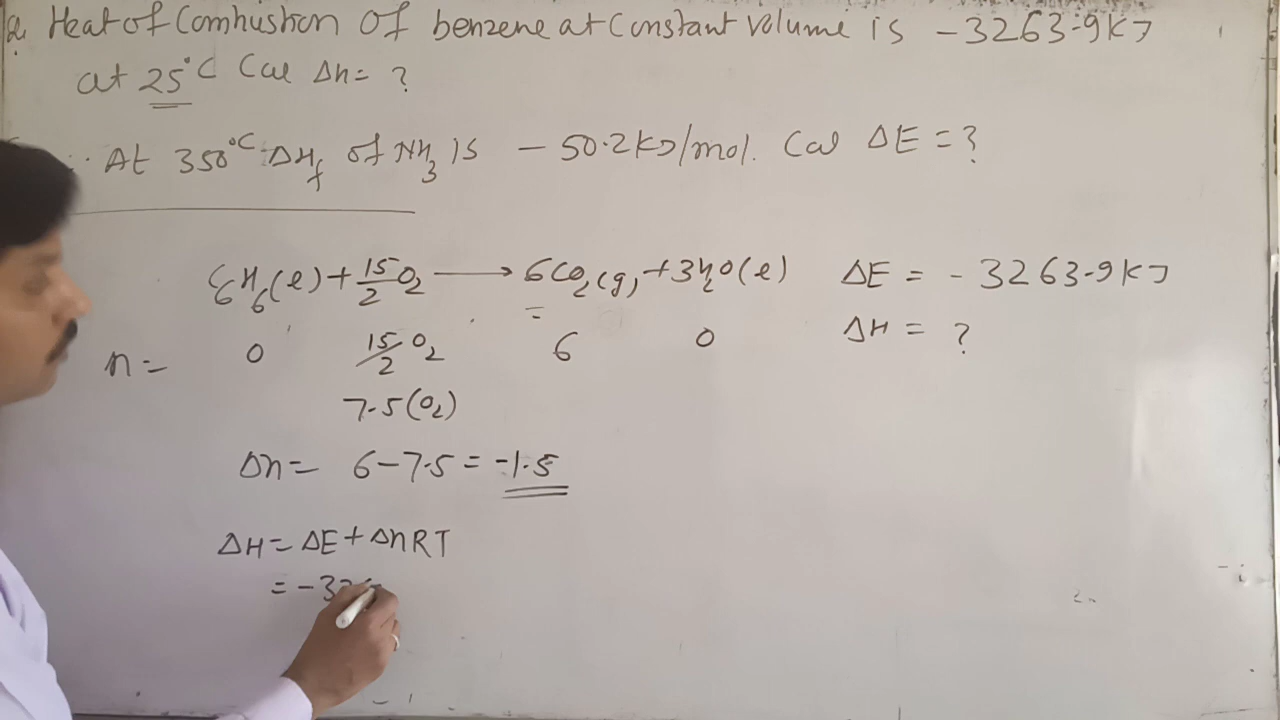 Q. Heat of Combustion Of benzene at Constant Volume is -3263.9KJ
at 25°C Cal ΔH= ?
At 350°C ΔHf of NH3 is - 50.2KJ/mol. Cal ΔE = ?
C6H6(l) + 15/2 O2 ⟶ 6CO2(g) + 3H2O(l) ΔE = - 3263.9KJ
ΔH = ?
n= 0 15/2 O2 6 0
7.5(O2)
Δn= 6-7.5 = -1.5
ΔH = ΔE + ΔnRT
= -326